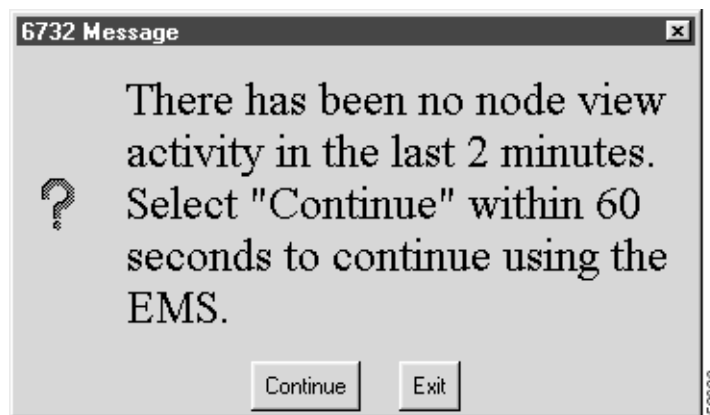 6732 Message
There has been no node view
activity in the last 2 minutes.
Select "Continue" within 60
seconds to continue using the
EMS.
Continue Exit